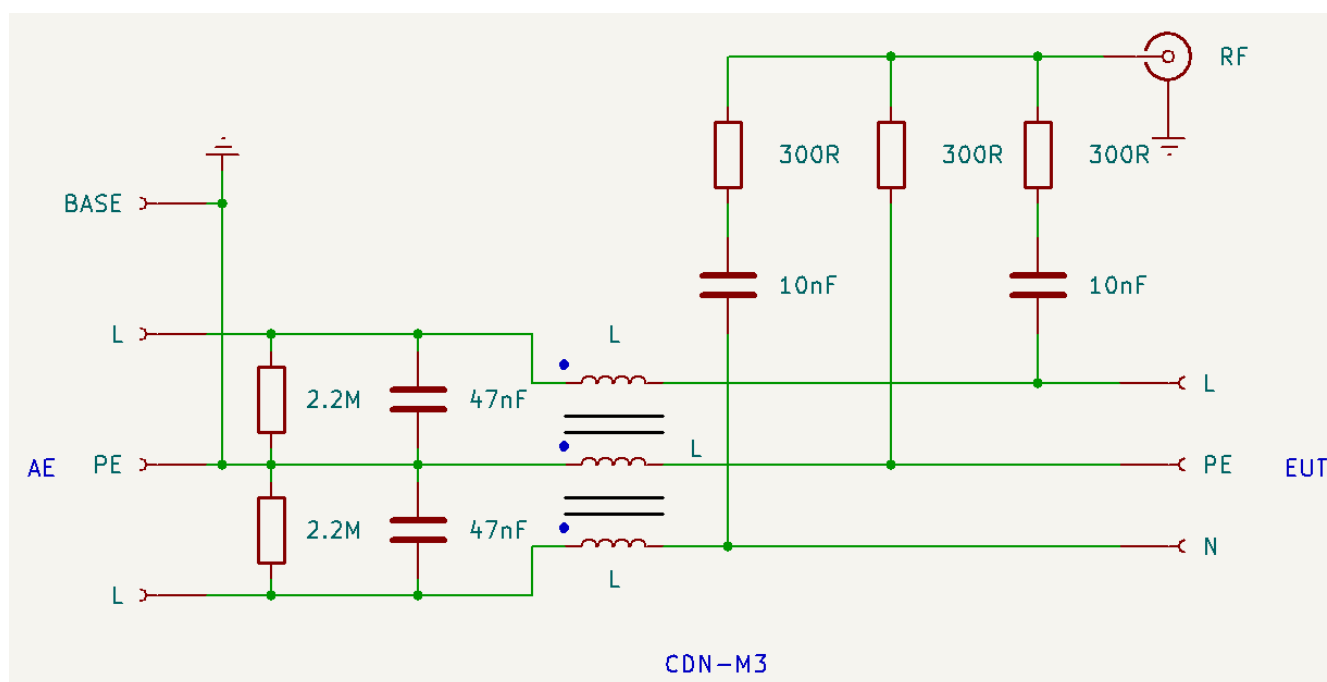 RF
300R 300R 300R
BASE
10nF 10nF
L L
2.2M 47nF L
L
AE PE PE EUT
2.2M 47nF N
L
L
CDN-M3